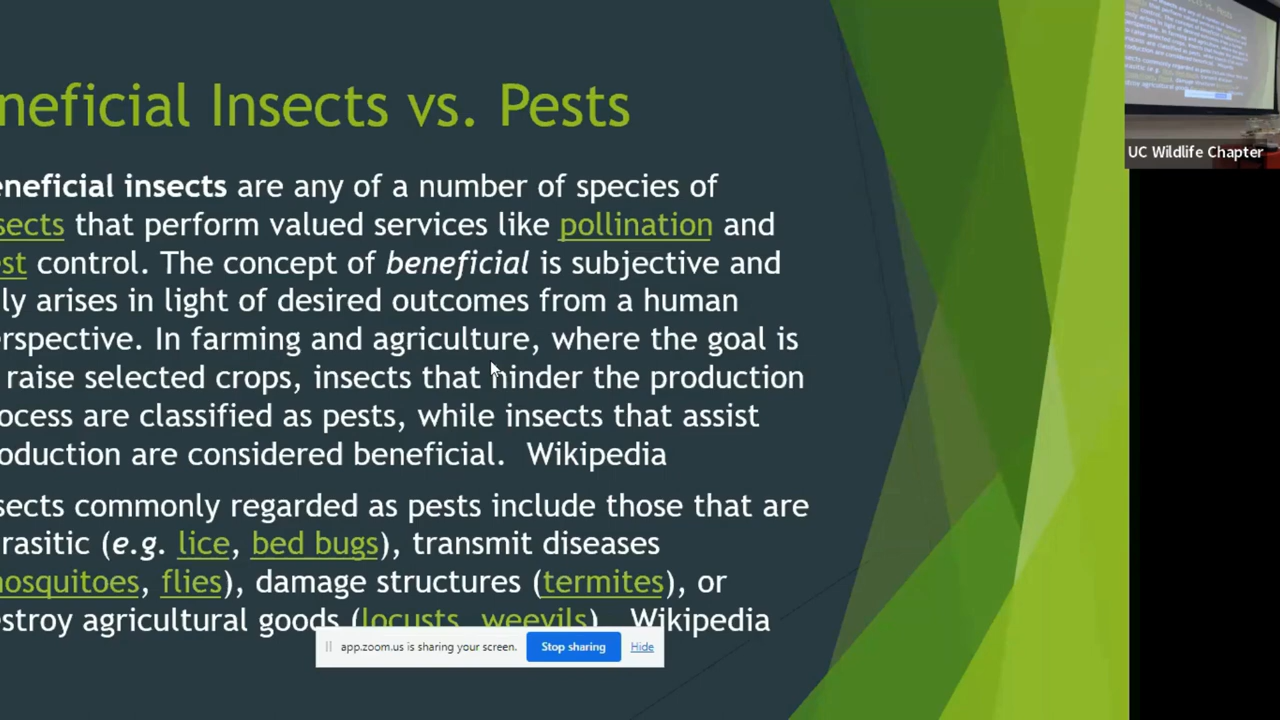 neficial Insects vs. Pests
eneficial insects are any of a number of species of
sects that perform valued services like pollination and
est control. The concept of beneficial is subjective and
ly arises in light of desired outcomes from a human
rspective. In farming and agriculture, where the goal is
raise selected crops, insects that hinder the production
ocess are classified as pests, while insects that assist
oduction are considered beneficial. Wikipedia
sects commonly regarded as pests include those that are
rasitic (e.g. lice, bed bugs), transmit diseases
mosquitoes, flies), damage structures (termites), or
estroy agricultural goods (locusts, weevils). Wikipedia
app.zoom.us is sharing your screen. Stop sharing Hide
UC Wildlife Chapter